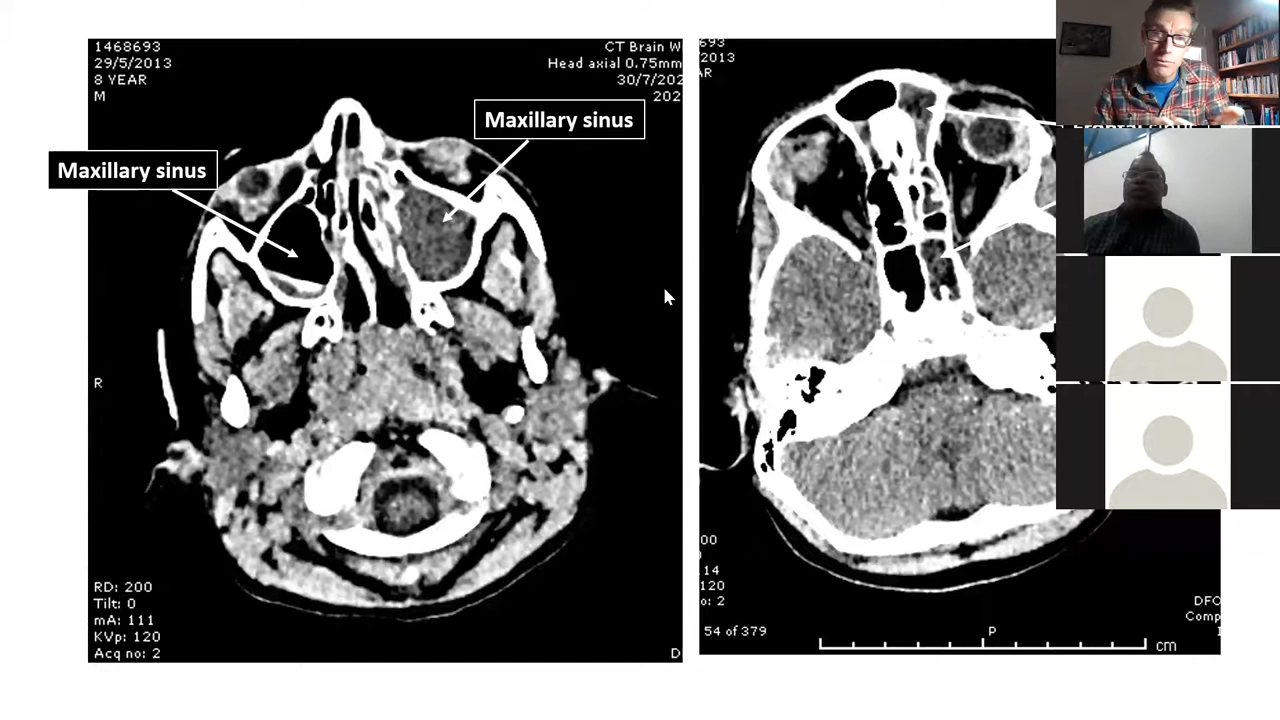 1468693
29/5/2013
8 YEAR
M
CT Brain W
Head axial 0.75mm
30/7/202
202
Maxillary sinus
Maxillary sinus
R
RD: 200
Tilt: 0
mA: 111
KVp: 120
Acq no: 2
D
693
2013
AR
00
14
120
o: 2
54 of 379
P
cm
DFO
Comp